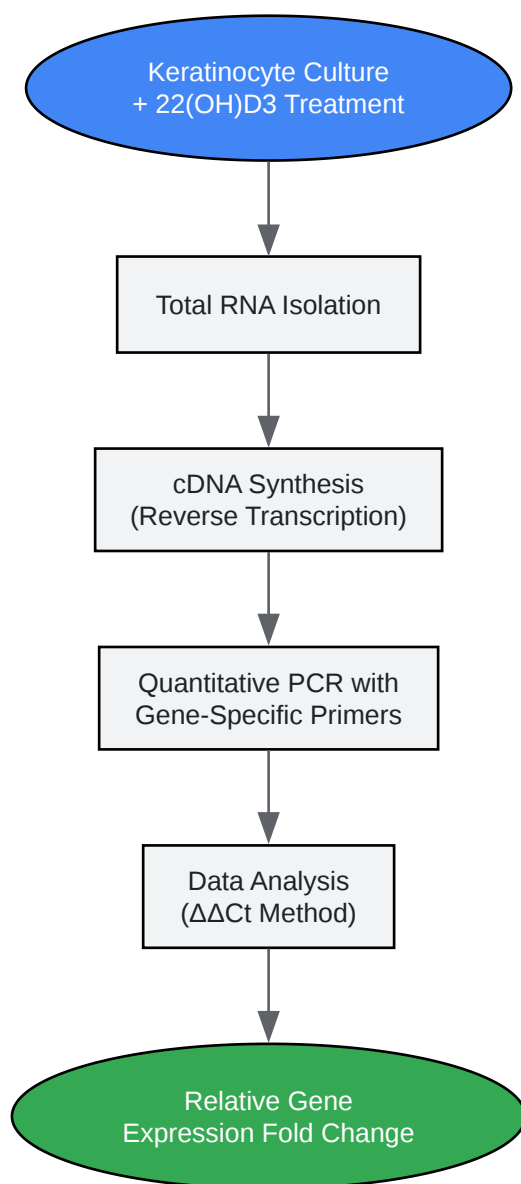 Keratinocyte Culture
+ 22(OH)D3 Treatment
Total RNA Isolation
cDNA Synthesis
(Reverse Transcription)
Quantitative PCR with
Gene-Specific Primers
Data Analysis
(ΔΔCt Method)
Relative Gene
Expression Fold Change